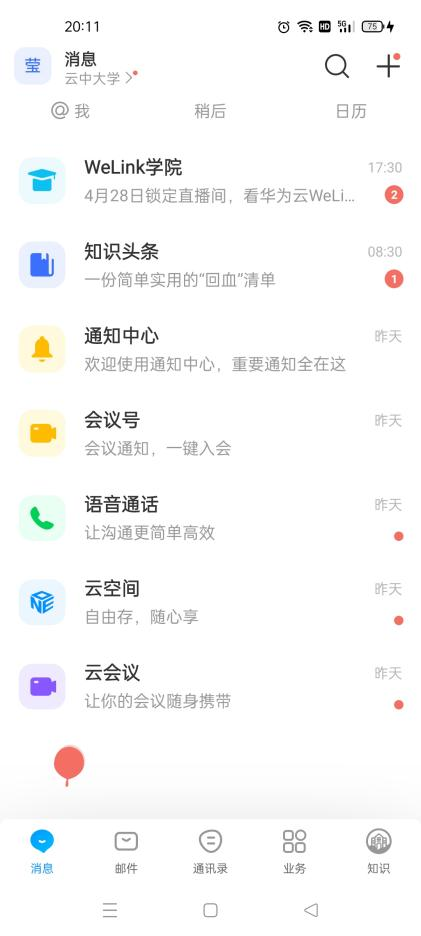 20:11
HD
5G
75
莹
消息
云中大学
@ 我
稍后
日历
WeLink学院
17:30
4月28日锁定直播间，看华为云WeLi...
2
知识头条
08:30
一份简单实用的“回血”清单
1
通知中心
昨天
欢迎使用通知中心，重要通知全在这
会议号
昨天
会议通知，一键入会
语音通话
昨天
让沟通更简单高效
云空间
昨天
自由存，随心享
云会议
昨天
让你的会议随身携带
消息
邮件
通讯录
业务
知识